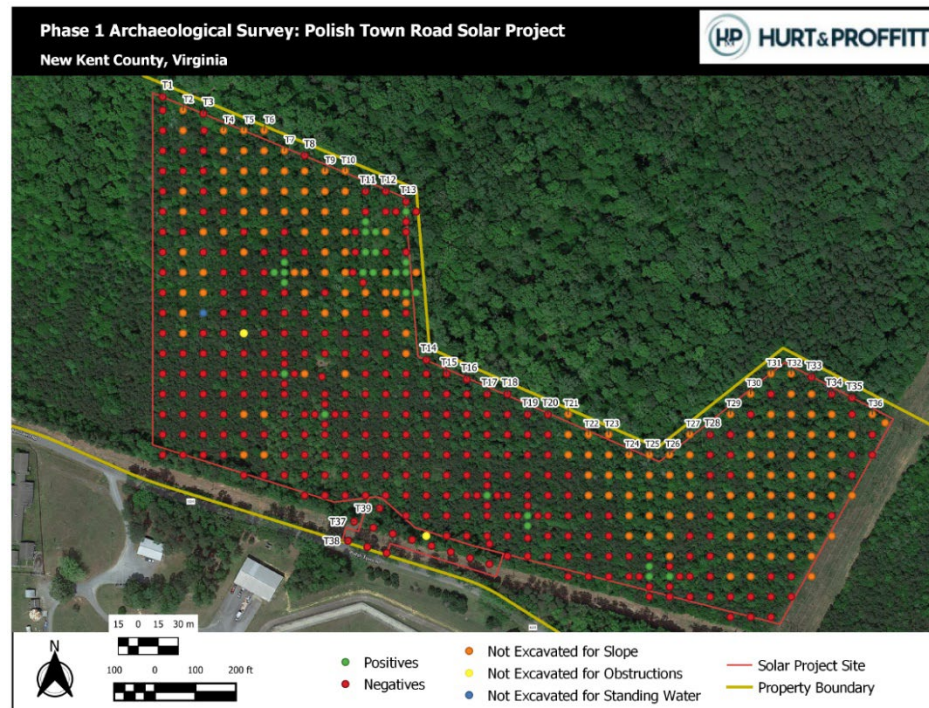 Phase 1 Archaeological Survey: Polish Town Road Solar Project
New Kent County, Virginia
HP HURT&PROFFITT
T1
T2
T3
T4 T5 T6
T7
T8
T9 T10
T11 T12
T13
T14
T15
T16
T17 T18
T19 T20 T21
T22 T23
T24 T25 T26
T27 T28
T29
T30
T31 T32
T33
T34
T35
T36
T37
T38
T39
15 0 15 30 m
100 0 100 200 ft
N
Positives
Negatives
Not Excavated for Slope
Not Excavated for Obstructions
Not Excavated for Standing Water
Solar Project Site
Property Boundary